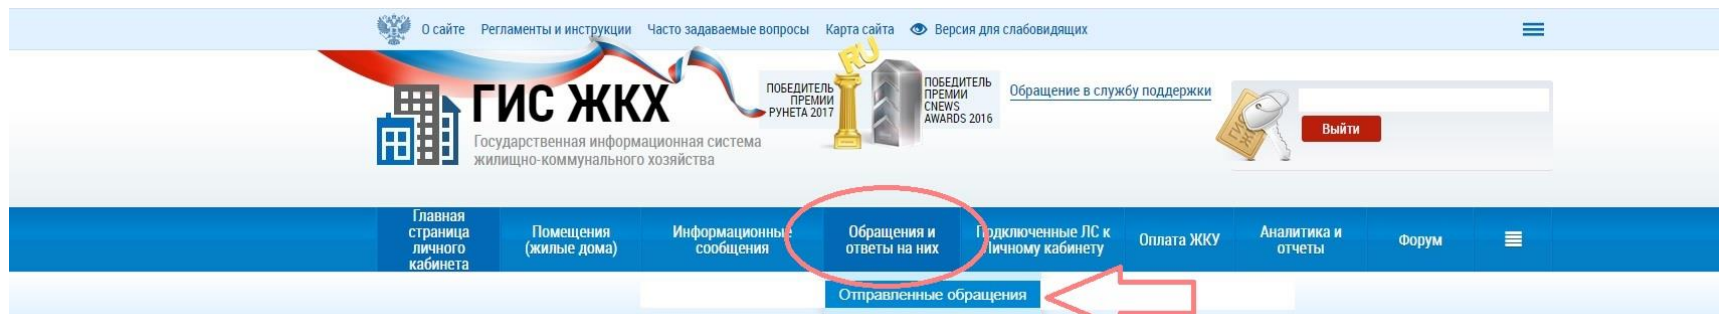 О сайте Регламенты и инструкции Часто задаваемые вопросы Карта сайта Версия для слабовидящих
ГИС ЖКХ
Государственная информационная система
жилищно-коммунального хозяйства
ПОБЕДИТЕЛЬ
ПРЕМИИ
РУНЕТА 2017
RU
ПОБЕДИТЕЛЬ
ПРЕМИИ
CNEWS
AWARDS 2016
Обращение в службу поддержки
ГИС
Выйти
Главная
страница
личного
кабинета
Помещения
(жилые дома)
Информационные
сообщения
Обращения и
ответы на них
Подключенные ЛС к
Личному кабинету
Оплата ЖКУ
Аналитика и
отчеты
Форум
Отправленные обращения